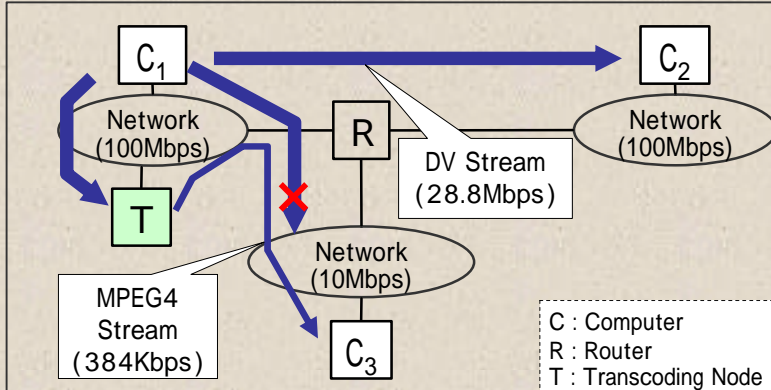 C1
C2
Network
(100Mbps)
R
Network
(100Mbps)
DV Stream
(28.8Mbps)
T
Network
(10Mbps)
MPEG4
Stream
(384Kbps)
C3
C : Computer
R : Router
T : Transcoding Node